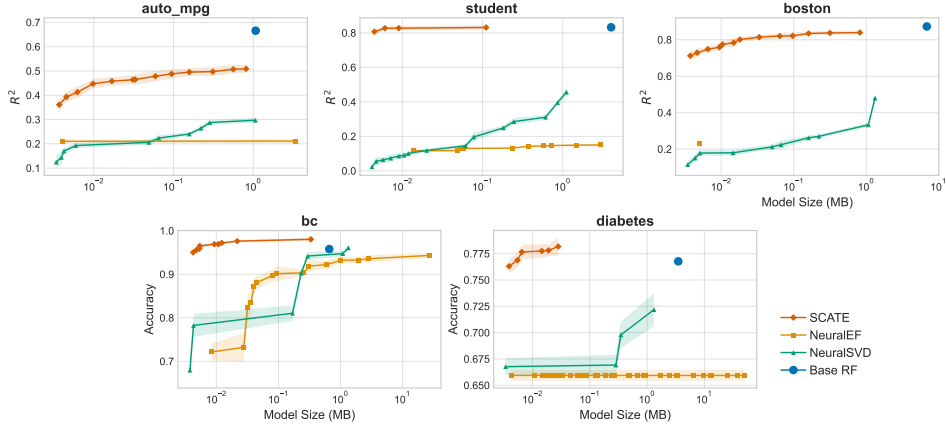 auto_mpg
0.7
0.6
0.5
0.4
0.3
0.2
0.1
R²
10⁻²
10⁻¹
10⁰
student
0.8
0.6
0.4
0.2
0.0
R²
10⁻²
10⁻¹
10⁰
boston
0.8
0.6
0.4
0.2
R²
10⁻²
10⁻¹
10⁰
10¹
Model Size (MB)
bc
1.0
0.9
0.8
0.7
Accuracy
10⁻²
10⁻¹
10⁰
10¹
Model Size (MB)
diabetes
0.775
0.750
0.725
0.700
0.675
0.650
Accuracy
10⁻²
10⁻¹
10⁰
10¹
Model Size (MB)
SCATE
NeuralEF
NeuralSVD
Base RF